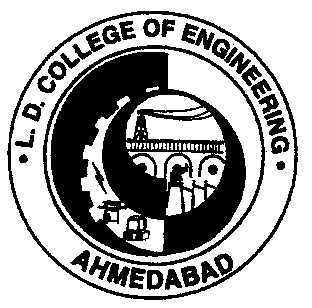 • L. D. COLLEGE OF ENGINEERING •
AHMEDABAD